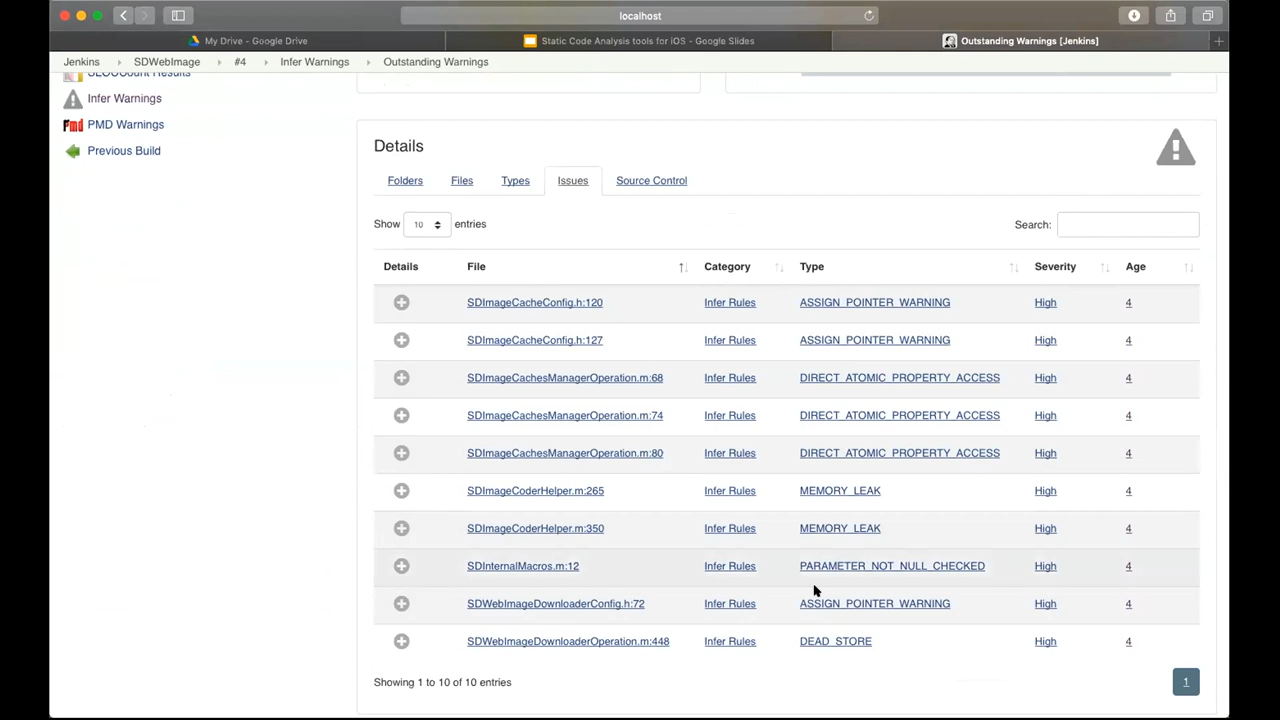 localhost
My Drive - Google Drive
Static Code Analysis tools for iOS - Google Slides
Outstanding Warnings [Jenkins]
Jenkins
SDWebImage
#4
Infer Warnings
Outstanding Warnings
SLOCCount Results
Infer Warnings
PMD Warnings
Previous Build
Details
Folders
Files
Types
Issues
Source Control
Show 10 entries
Search:
Details File Category Type Severity Age
SDImageCacheConfig.h:120 Infer Rules ASSIGN_POINTER_WARNING High 4
SDImageCacheConfig.h:127 Infer Rules ASSIGN_POINTER_WARNING High 4
SDImageCachesManagerOperation.m:68 Infer Rules DIRECT_ATOMIC_PROPERTY_ACCESS High 4
SDImageCachesManagerOperation.m:74 Infer Rules DIRECT_ATOMIC_PROPERTY_ACCESS High 4
SDImageCachesManagerOperation.m:80 Infer Rules DIRECT_ATOMIC_PROPERTY_ACCESS High 4
SDImageCoderHelper.m:265 Infer Rules MEMORY_LEAK High 4
SDImageCoderHelper.m:350 Infer Rules MEMORY_LEAK High 4
SDInternalMacros.m:12 Infer Rules PARAMETER_NOT_NULL_CHECKED High 4
SDWebImageDownloaderConfig.h:72 Infer Rules ASSIGN_POINTER_WARNING High 4
SDWebImageDownloaderOperation.m:448 Infer Rules DEAD_STORE High 4
Showing 1 to 10 of 10 entries
1